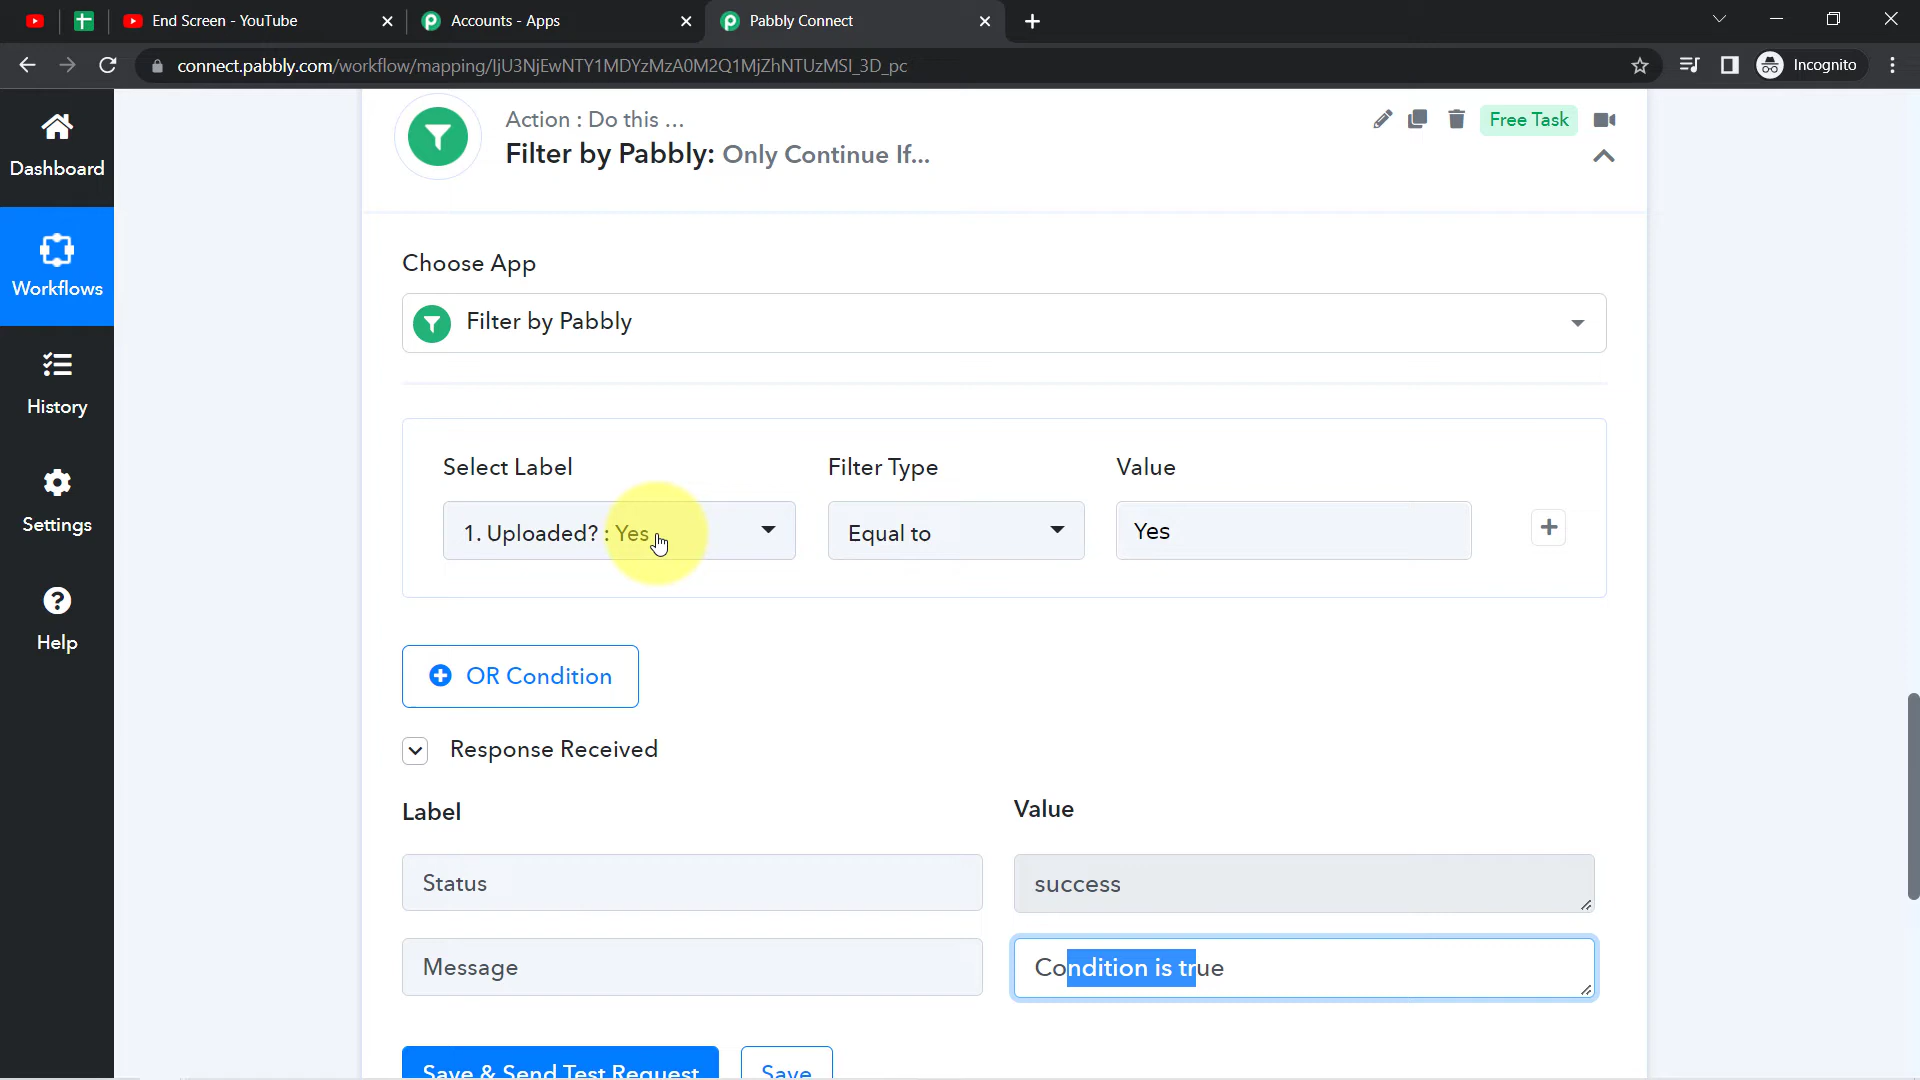 End Screen - YouTube
Accounts - Apps
Pabbly Connect
connect.pabbly.com/workflow/mapping/IjU3NjEwNTY1MDYzMzA0M2Q1MjZhNTUzMSI_3D_pc
Incognito
Dashboard
Workflows
History
Settings
Help
Action : Do this ...
Filter by Pabbly: Only Continue If...
Free Task
Choose App
Filter by Pabbly
Select Label
Filter Type
Value
1. Uploaded? : Yes
Equal to
Yes
OR Condition
Response Received
Label
Value
Status
success
Message
Condition is true
Save & Send Test Request
Save